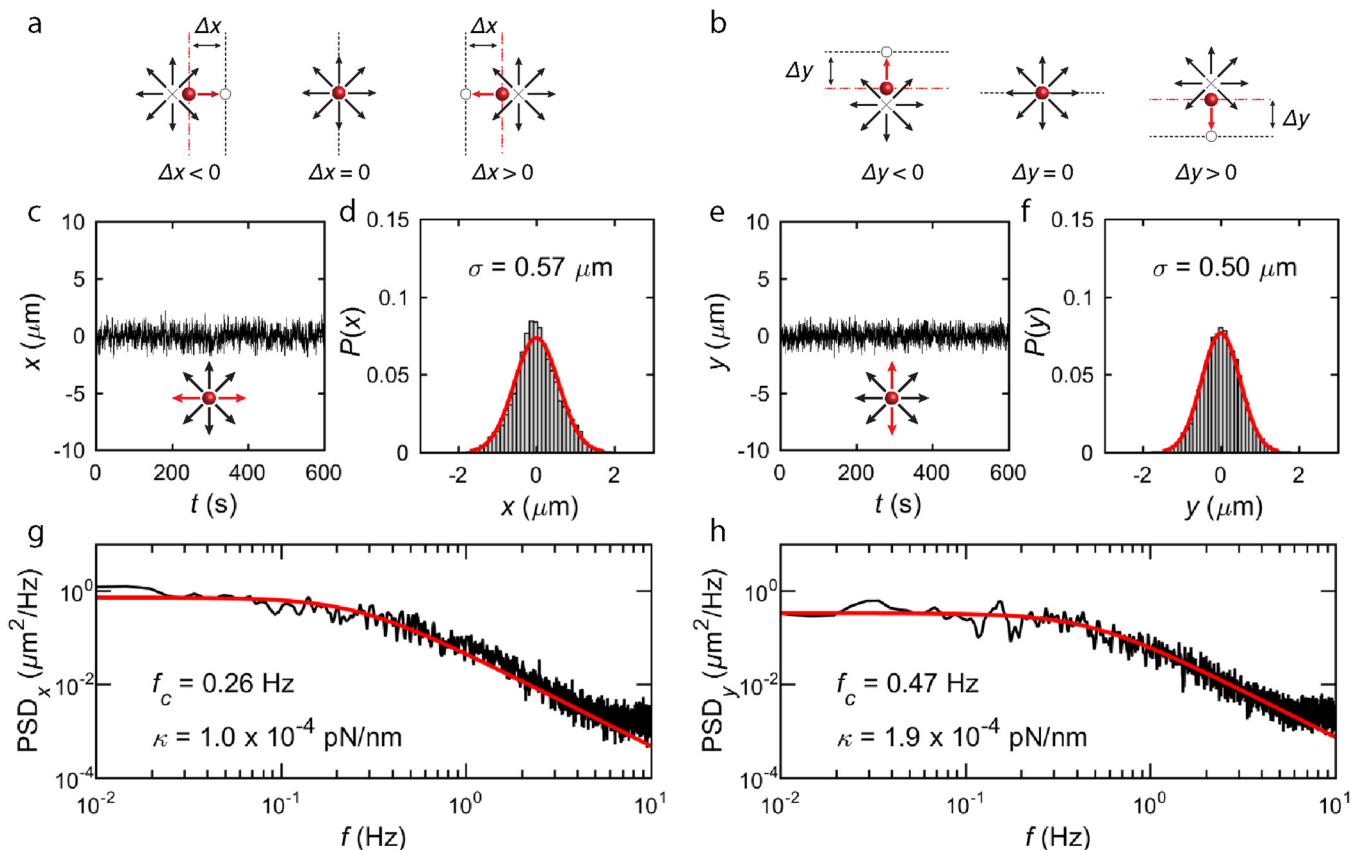 a
Δx
Δx
Δx < 0
Δx = 0
Δx > 0
b
Δy
Δy
Δy < 0
Δy = 0
Δy > 0
c
10
5
0
-5
-10
x (μm)
0 200 400 600
t (s)
d
0.15
0.1
0.05
0
P(x)
σ = 0.57 μm
-2 0 2
x (μm)
e
10
5
0
-5
-10
y (μm)
0 200 400 600
t (s)
f
0.15
0.1
0.05
0
P(y)
σ = 0.50 μm
-2 0 2
y (μm)
g
10⁰
10⁻²
10⁻⁴
PSDₓ (μm²/Hz)
f_c = 0.26 Hz
κ = 1.0 x 10⁻⁴ pN/nm
10⁻² 10⁻¹ 10⁰ 10¹
f (Hz)
h
10⁰
10⁻²
10⁻⁴
PSD_y (μm²/Hz)
f_c = 0.47 Hz
κ = 1.9 x 10⁻⁴ pN/nm
10⁻² 10⁻¹ 10⁰ 10¹
f (Hz)